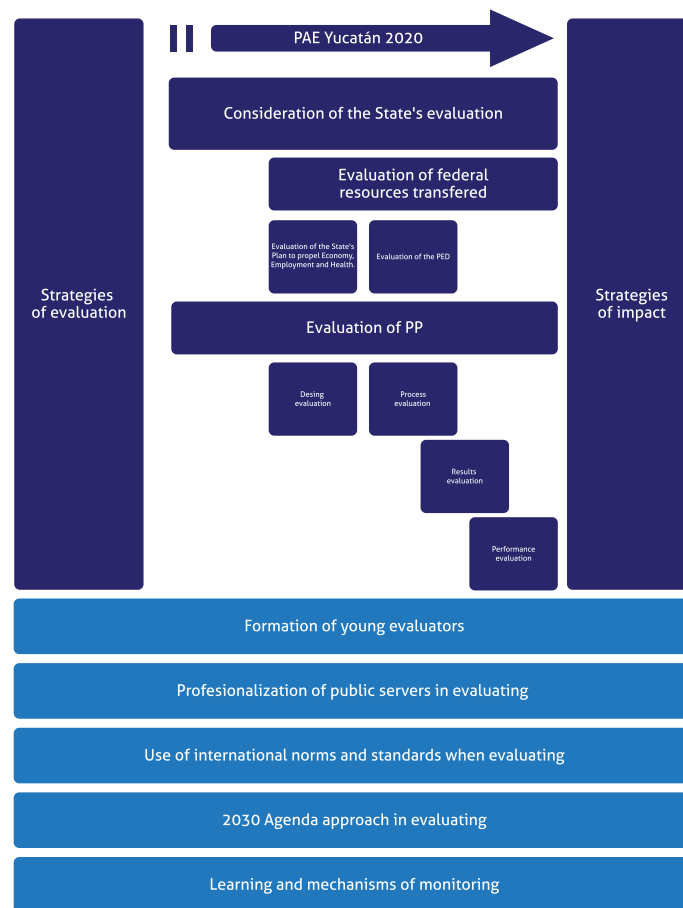 PAE Yucatán 2020
Consideration of the State's evaluation
Evaluation of federal
resources transfered
Evaluation of the State's
Plan to propel Economy,
Employment and Health.
Evaluation of the PED
Strategies
of evaluation
Strategies
of impact
Evaluation of PP
Desing
evaluation
Process
evaluation
Results
evaluation
Performance
evaluation
Formation of young evaluators
Profesionalization of public servers in evaluating
Use of international norms and standards when evaluating
2030 Agenda approach in evaluating
Learning and mechanisms of monitoring